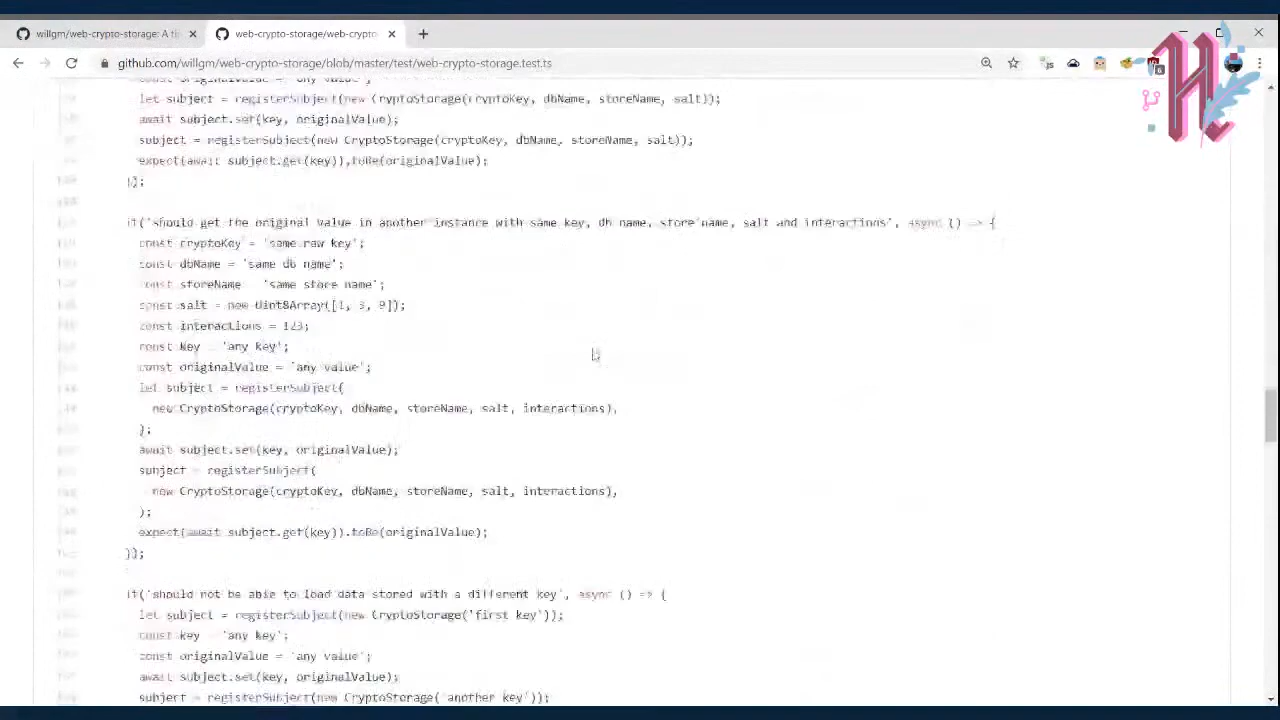 willgm/web-crypto-storage: A ti
web-crypto-storage/web-crypto-
github.com/willgm/web-crypto-storage/blob/master/test/web-crypto-storage.test.ts
const originalValue = 'any value';
let subject = registerSubject(new CryptoStorage(cryptoKey, dbName, storeName, salt));
await subject.set(key, originalValue);
subject = registerSubject(new CryptoStorage(cryptoKey, dbName, storeName, salt));
expect(await subject.get(key)).toBe(originalValue);
});
it('should get the original value in another instance with same key, db name, store name, salt and interactions', async () => {
const cryptoKey = 'same raw key';
const dbName = 'same db name';
const storeName = 'same store name';
const salt = new Uint8Array([1, 3, 9]);
const interactions = 123;
const key = 'any key';
const originalValue = 'any value';
let subject = registerSubject(
new CryptoStorage(cryptoKey, dbName, storeName, salt, interactions),
);
await subject.set(key, originalValue);
subject = registerSubject(
new CryptoStorage(cryptoKey, dbName, storeName, salt, interactions),
);
expect(await subject.get(key)).toBe(originalValue);
});
it('should not be able to load data stored with a different key', async () => {
let subject = registerSubject(new CryptoStorage('first key'));
const key = 'any key';
const originalValue = 'any value';
await subject.set(key, originalValue);
subject = registerSubject(new CryptoStorage('another key'));